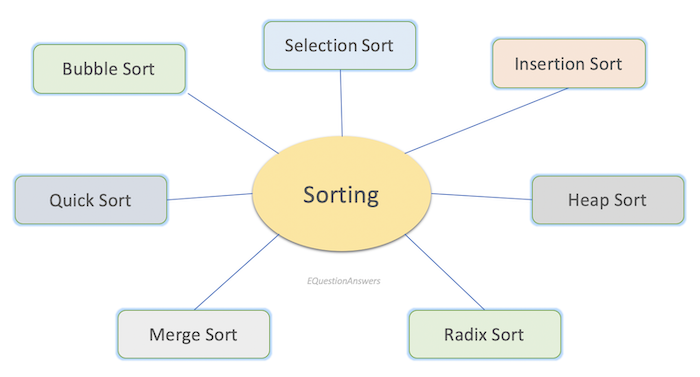 Selection Sort
Bubble Sort
Insertion Sort
Sorting
Quick Sort
Heap Sort
EQuestionAnswers
Merge Sort
Radix Sort